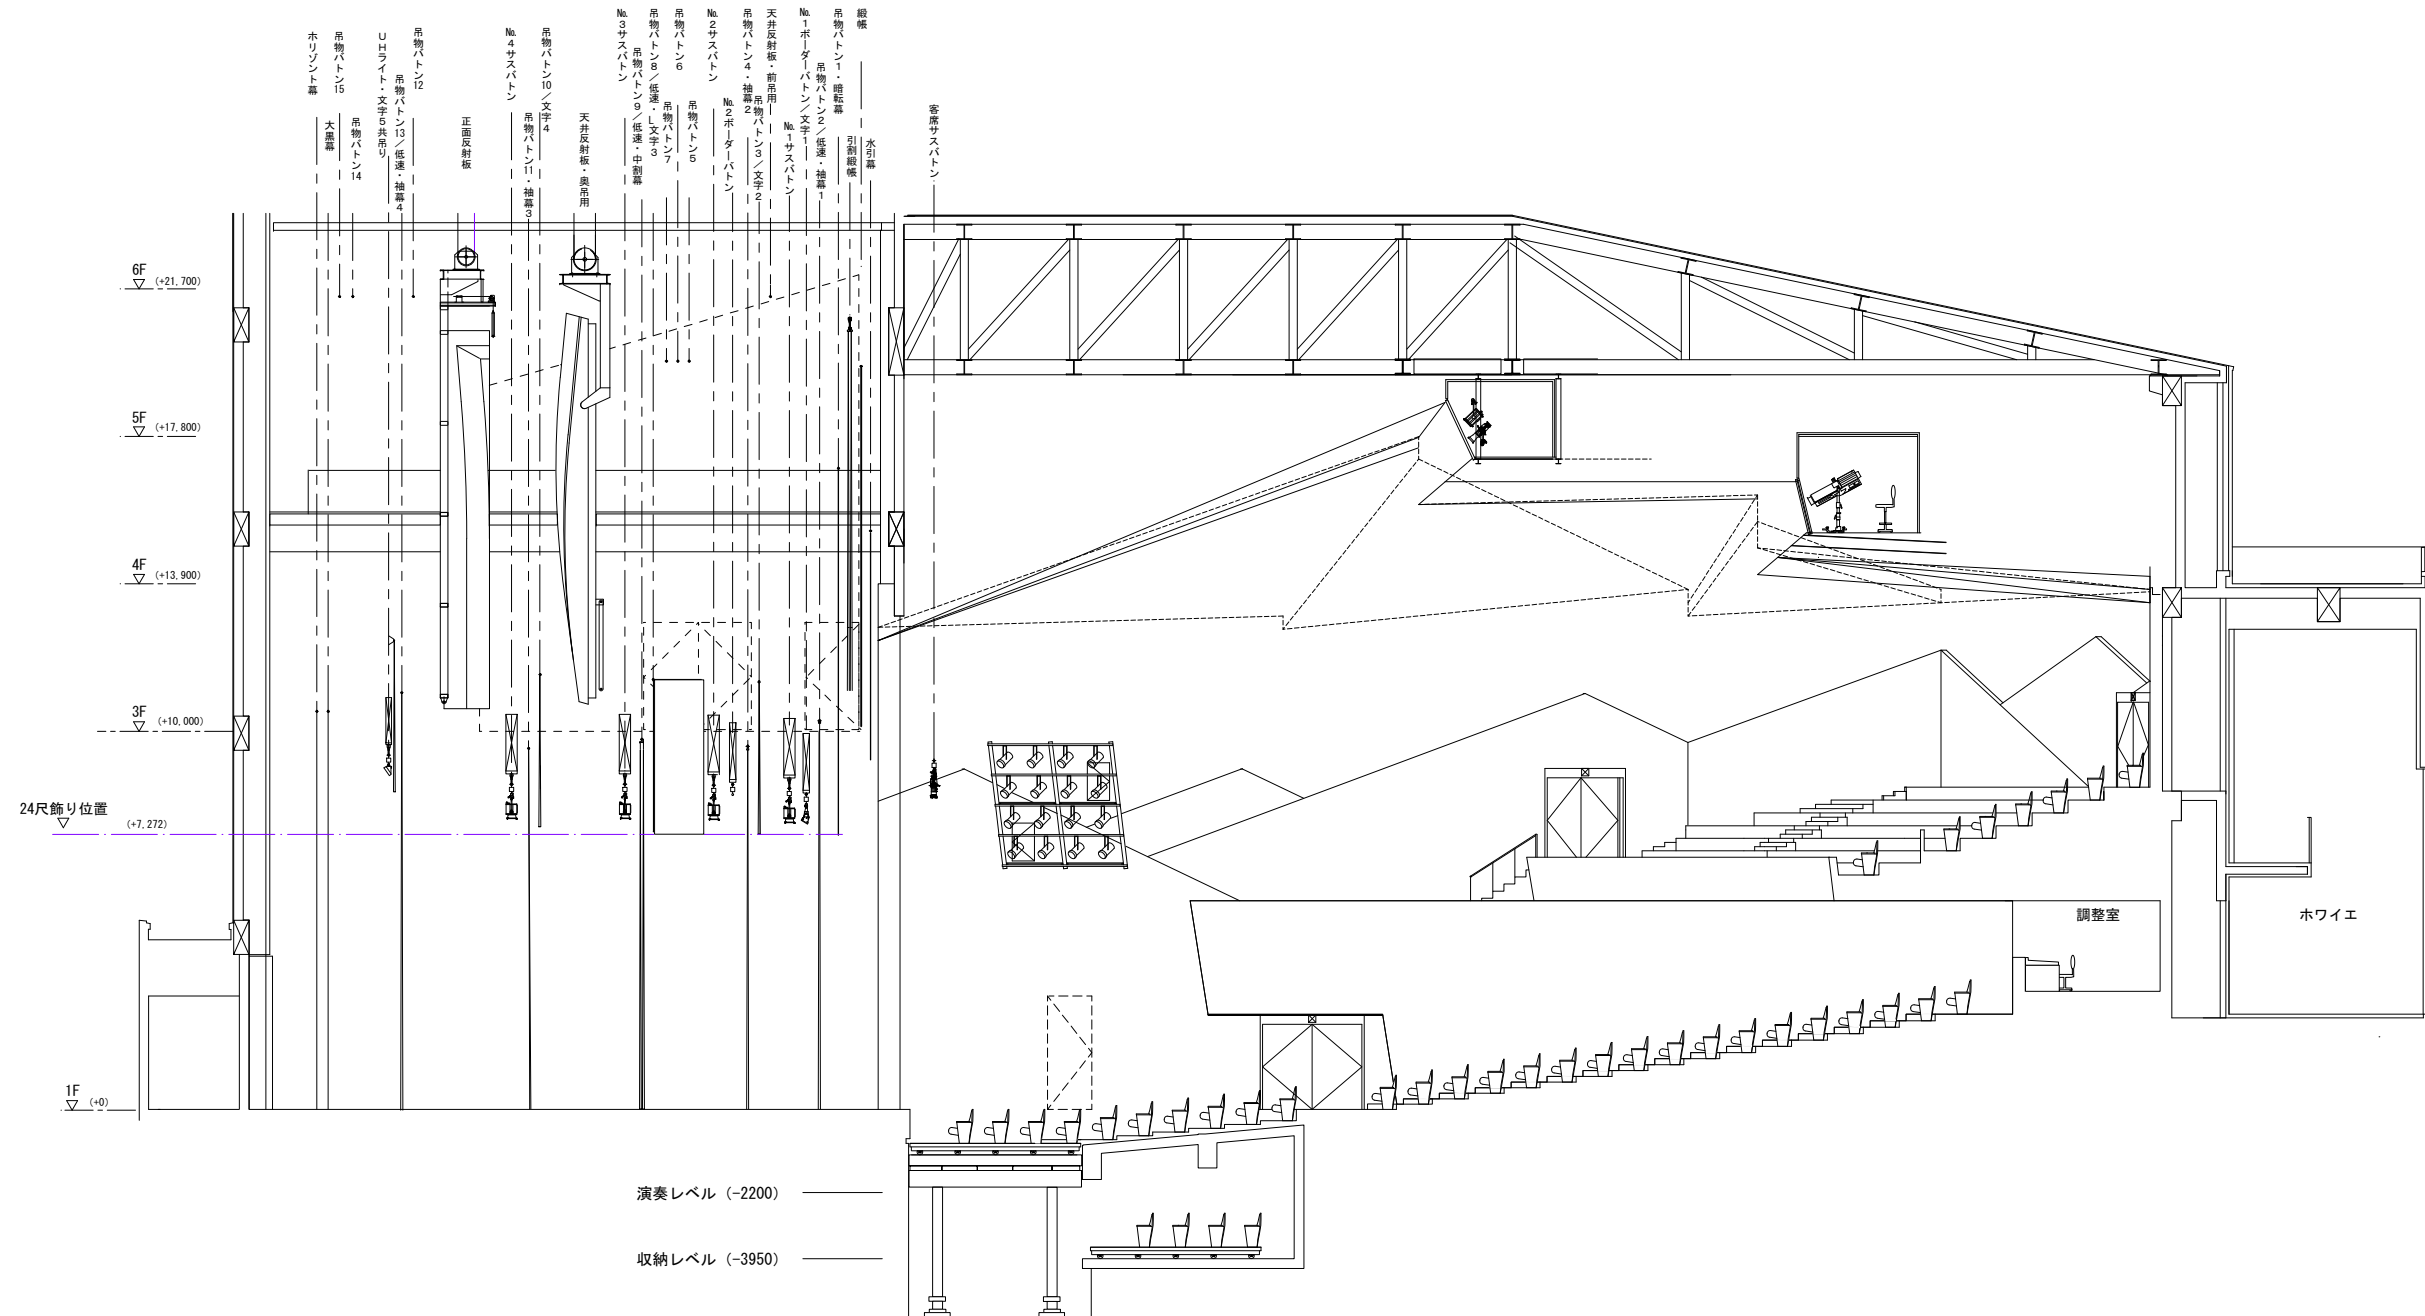 ホリゾント幕
大黒幕
吊物バトン15
吊物バトン14
UHライト・文字5共吊り
吊物バトン13/低速・袖幕4
吊物バトン12
正面反射板
No.4サスバトン
吊物バトン11・袖幕3
吊物バトン10/文字4
天井反射板・奥吊用
No.3サスバトン
吊物バトン9/低速・中割幕
吊物バトン8/低速・L文字3
吊物バトン7
吊物バトン6
吊物バトン5
No.2サスバトン
No.2ボーダーバトン
吊物バトン4・袖幕2
吊物バトン3/文字2
天井反射板・前吊用
No.1サスバトン
No.1ボーダーバトン/文字1
吊物バトン2/低速・袖幕1
吊物バトン1・暗転幕
引割緞帳
緞帳
水引幕
客席サスバトン
6F (+21,700)
5F (+17,800)
4F (+13,900)
3F (+10,000)
24尺飾り位置 (+7,272)
調整室
ホワイエ
1F (+0)
演奏レベル (-2200)
収納レベル (-3950)